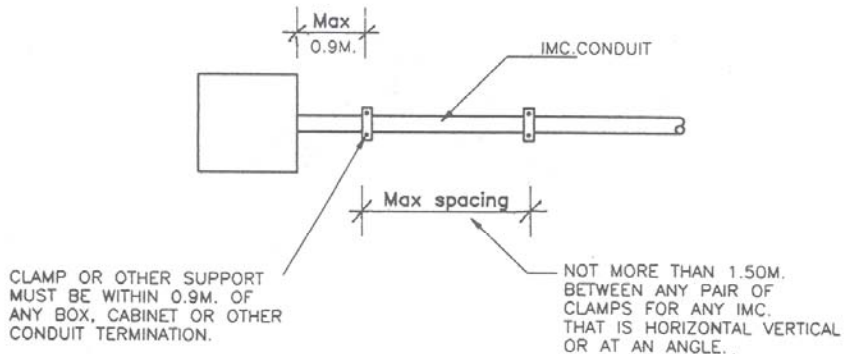 Max
0.9M.
IMC.CONDUIT
Max spacing
CLAMP OR OTHER SUPPORT
MUST BE WITHIN 0.9M. OF
ANY BOX, CABINET OR OTHER
CONDUIT TERMINATION.
NOT MORE THAN 1.50M.
BETWEEN ANY PAIR OF
CLAMPS FOR ANY IMC.
THAT IS HORIZONTAL VERTICAL
OR AT AN ANGLE.